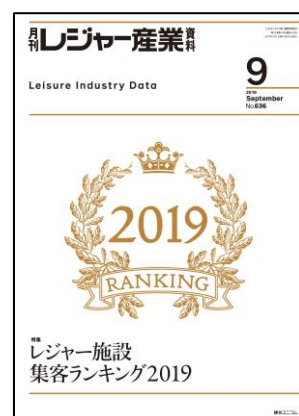 月刊レジャー産業資料
Leisure Industry Data
9
2019
September
No.636
2019
RANKING
特集
レジャー施設
集客ランキング2019